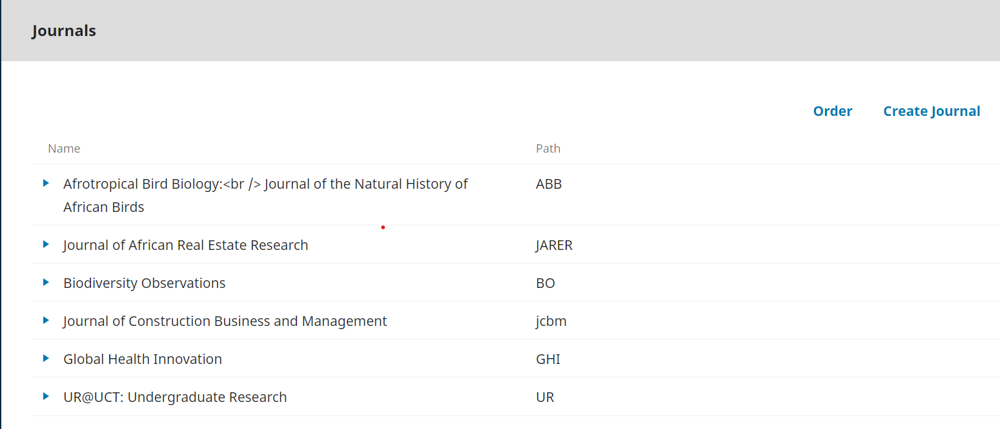 Journals
Order Create Journal
Name Path
Afrotropical Bird Biology:<br /> Journal of the Natural History of ABB
African Birds
Journal of African Real Estate Research JARER
Biodiversity Observations BO
Journal of Construction Business and Management jcbm
Global Health Innovation GHI
UR@UCT: Undergraduate Research UR